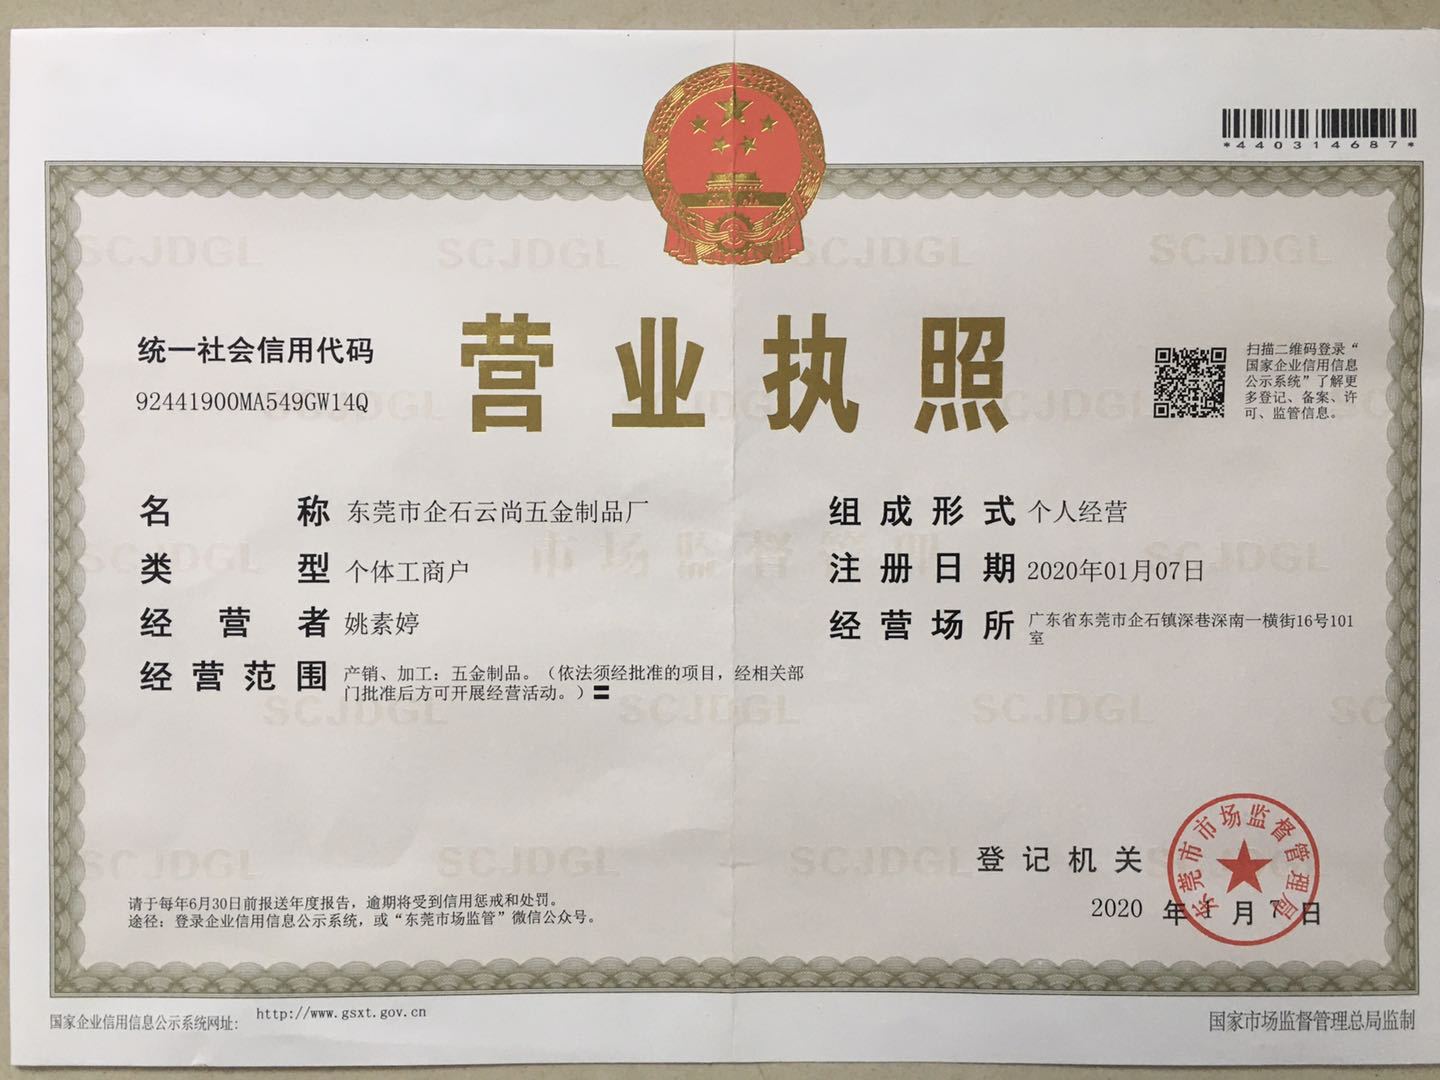 *440314687*
营业执照
统一社会信用代码
92441900MA549GW14Q
扫描二维码登录“
国家企业信用信息
公示系统”了解更
多登记、备案、许
可、监管信息。
名称 东莞市企石云尚五金制品厂
类型 个体工商户
经营者 姚素婷
经营范围 产销、加工：五金制品。（依法须经批准的项目，经相关部
门批准后方可开展经营活动。）〓
组成形式 个人经营
注册日期 2020年01月07日
经营场所 广东省东莞市企石镇深巷深南一横街16号101
室
市场监督管理
SCJDGL
登记机关
东莞市市场监督管理局
2020 年 1 月 7 日
请于每年6月30日前报送年度报告，逾期将受到信用惩戒和处罚。
途径：登录企业信用信息公示系统，或“东莞市场监管”微信公众号。
国家企业信用信息公示系统网址： http://www.gsxt.gov.cn
国家市场监督管理总局监制